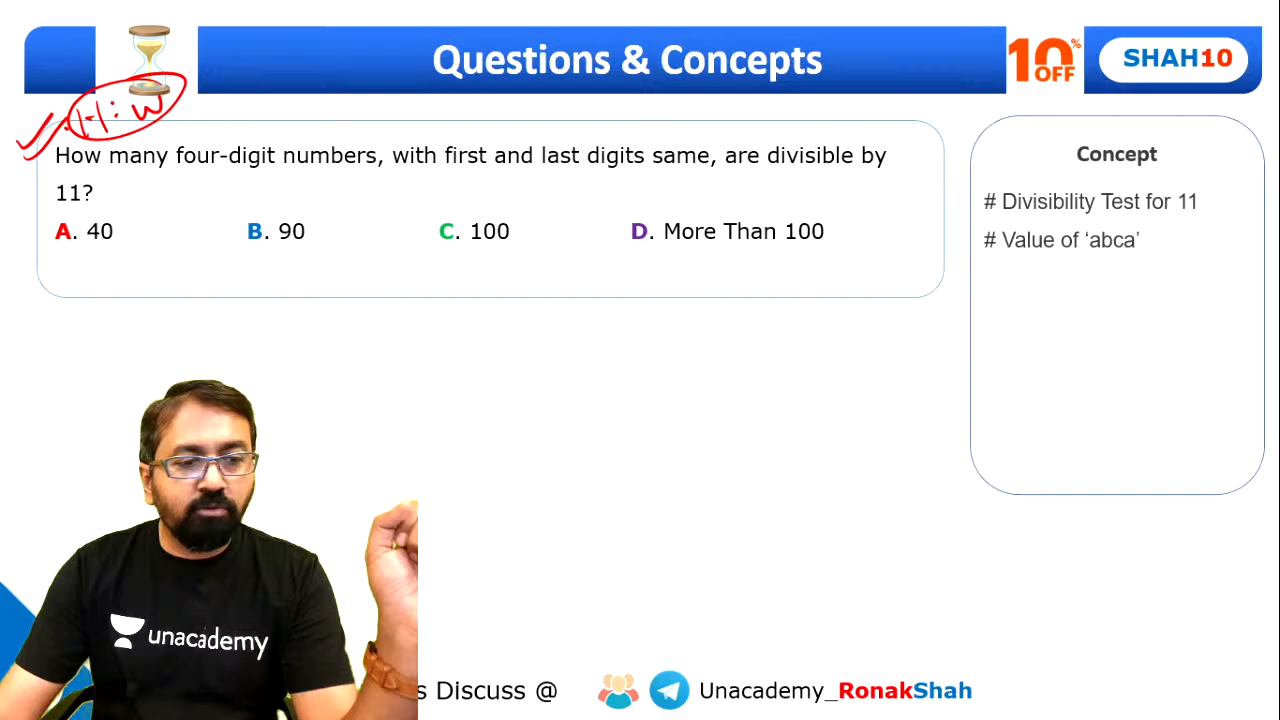 Questions & Concepts
10% OFF
SHAH10
H.W
How many four-digit numbers, with first and last digits same, are divisible by
11?
A. 40 B. 90 C. 100 D. More Than 100
Concept
# Divisibility Test for 11
# Value of ‘abca’
unacademy
s Discuss @ Unacademy_RonakShah